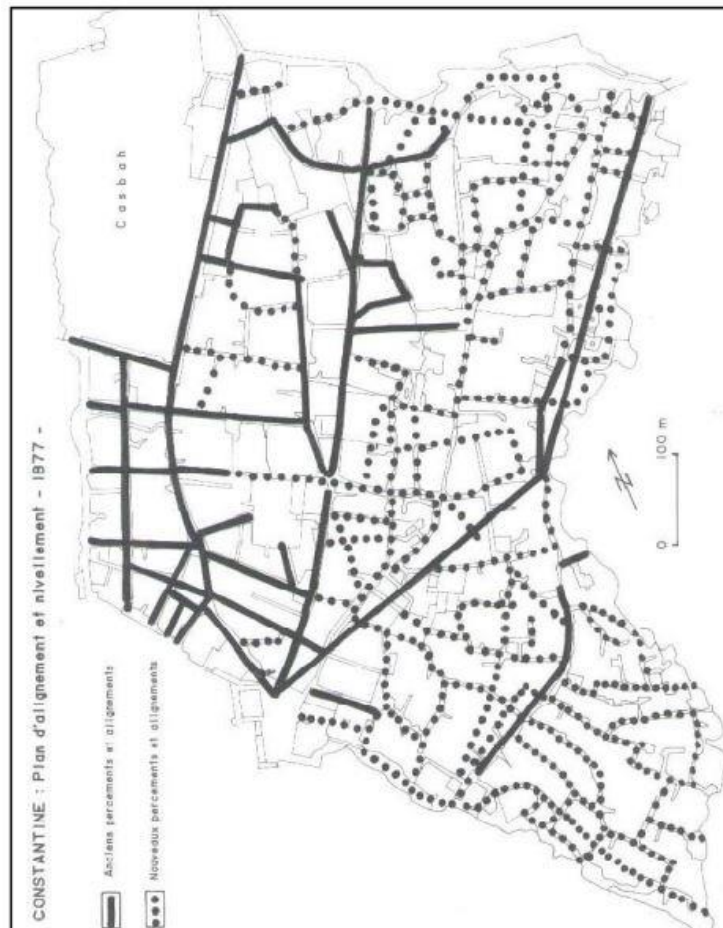 CONSTANTINE : Plan d'alignement et nivellement - 1877 -
Anciens percements et alignements
Nouveaux percements et alignements
Casbah
0 100 m